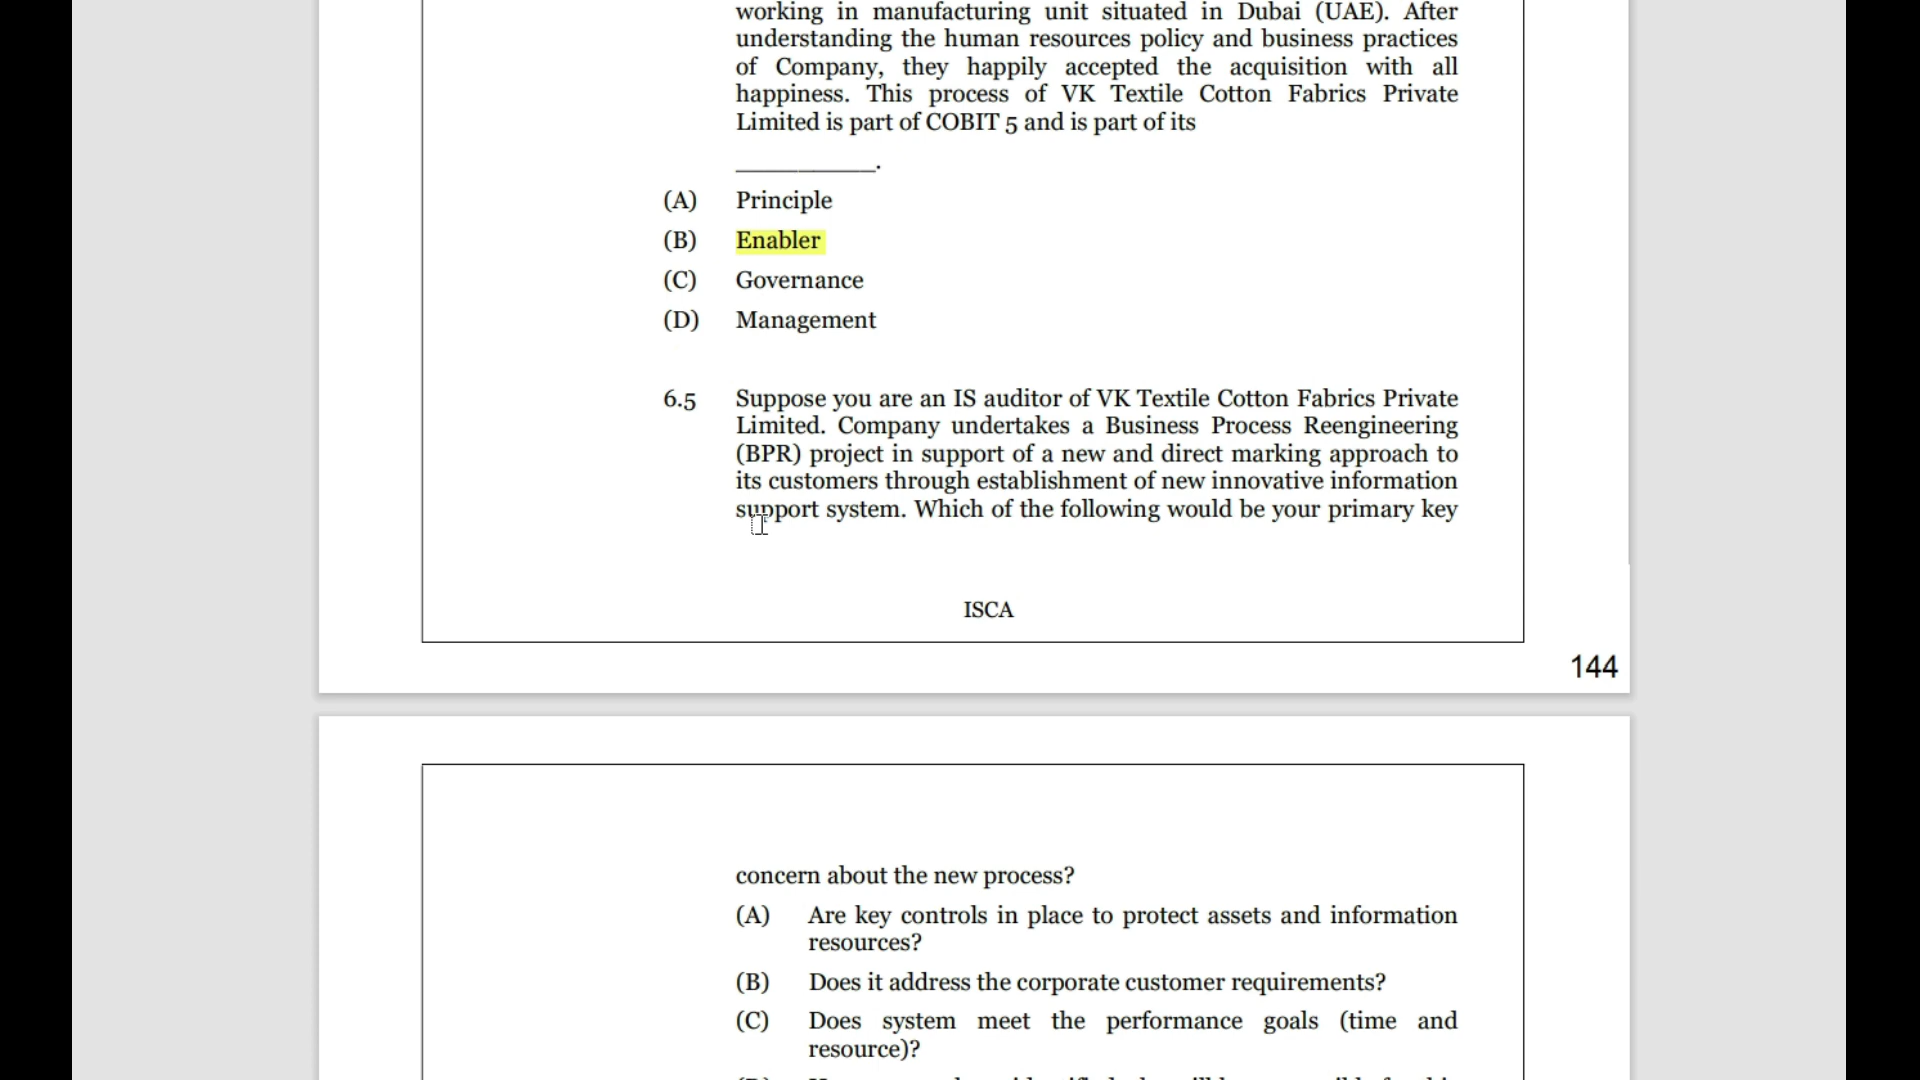 working in manufacturing unit situated in Dubai (UAE). After
understanding the human resources policy and business practices
of Company, they happily accepted the acquisition with all
happiness. This process of VK Textile Cotton Fabrics Private
Limited is part of COBIT 5 and is part of its
___________.
(A) Principle
(B) Enabler
(C) Governance
(D) Management
6.5 Suppose you are an IS auditor of VK Textile Cotton Fabrics Private
Limited. Company undertakes a Business Process Reengineering
(BPR) project in support of a new and direct marking approach to
its customers through establishment of new innovative information
support system. Which of the following would be your primary key
ISCA
144
concern about the new process?
(A) Are key controls in place to protect assets and information
resources?
(B) Does it address the corporate customer requirements?
(C) Does system meet the performance goals (time and
resource)?